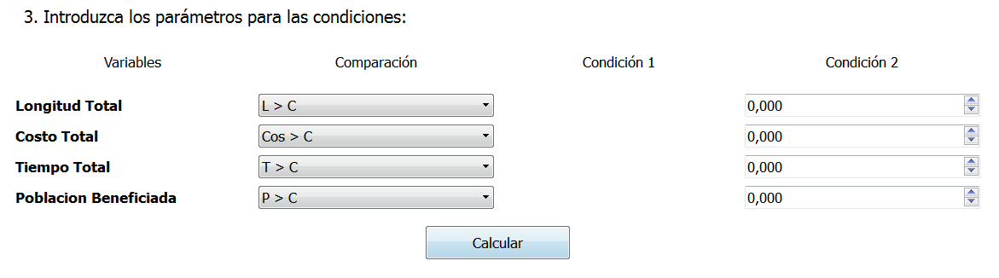 3. Introduzca los parámetros para las condiciones:
Variables Comparación Condición 1 Condición 2
Longitud Total L > C 0,000
Costo Total Cos > C 0,000
Tiempo Total T > C 0,000
Poblacion Beneficiada P > C 0,000
Calcular